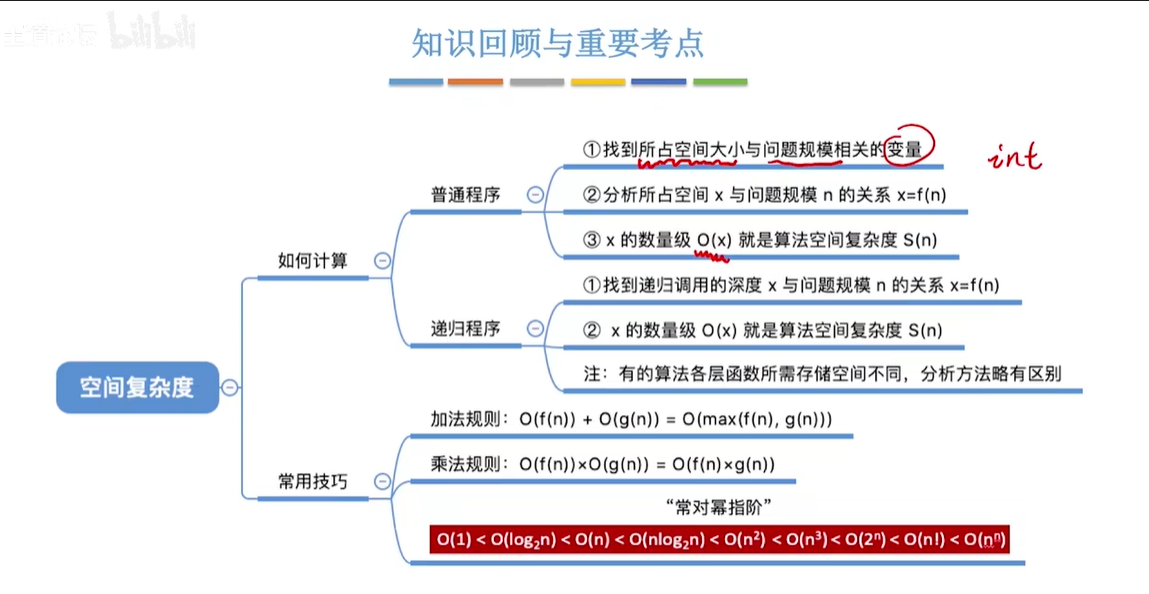 bilibili
知识回顾与重要考点
①找到所占空间大小与问题规模相关的变量
int
普通程序
②分析所占空间 x 与问题规模 n 的关系 x=f(n)
③ x 的数量级 O(x) 就是算法空间复杂度 S(n)
如何计算
①找到递归调用的深度 x 与问题规模 n 的关系 x=f(n)
递归程序
② x 的数量级 O(x) 就是算法空间复杂度 S(n)
注：有的算法各层函数所需存储空间不同，分析方法略有区别
空间复杂度
加法规则：O(f(n)) + O(g(n)) = O(max(f(n), g(n)))
乘法规则：O(f(n))×O(g(n)) = O(f(n)×g(n))
常用技巧
“常对幂指阶”
O(1) < O(log₂n) < O(n) < O(nlog₂n) < O(n²) < O(n³) < O(2ⁿ) < O(n!) < O(nⁿ)